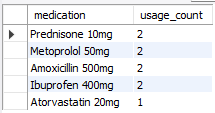 medication usage_count
Prednisone 10mg 2
Metoprolol 50mg 2
Amoxicillin 500mg 2
Ibuprofen 400mg 2
Atorvastatin 20mg 1